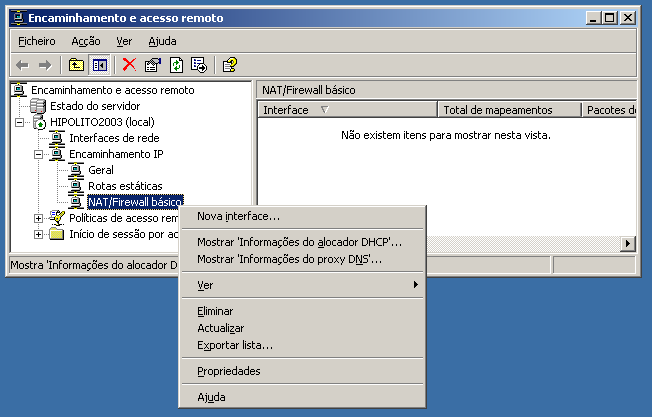 Encaminhamento e acesso remoto
Ficheiro Acção Ver Ajuda
Encaminhamento e acesso remoto
Estado do servidor
HIPOLITO2003 (local)
Interfaces de rede
Encaminhamento IP
Geral
Rotas estáticas
NAT/Firewall básico
Políticas de acesso rem
Início de sessão por ac
NAT/Firewall básico
Interface Total de mapeamentos Pacotes de
Não existem itens para mostrar nesta vista.
Mostra 'Informações do alocador D
Nova interface...
Mostrar 'Informações do alocador DHCP'...
Mostrar 'Informações do proxy DNS'...
Ver
Eliminar
Actualizar
Exportar lista...
Propriedades
Ajuda